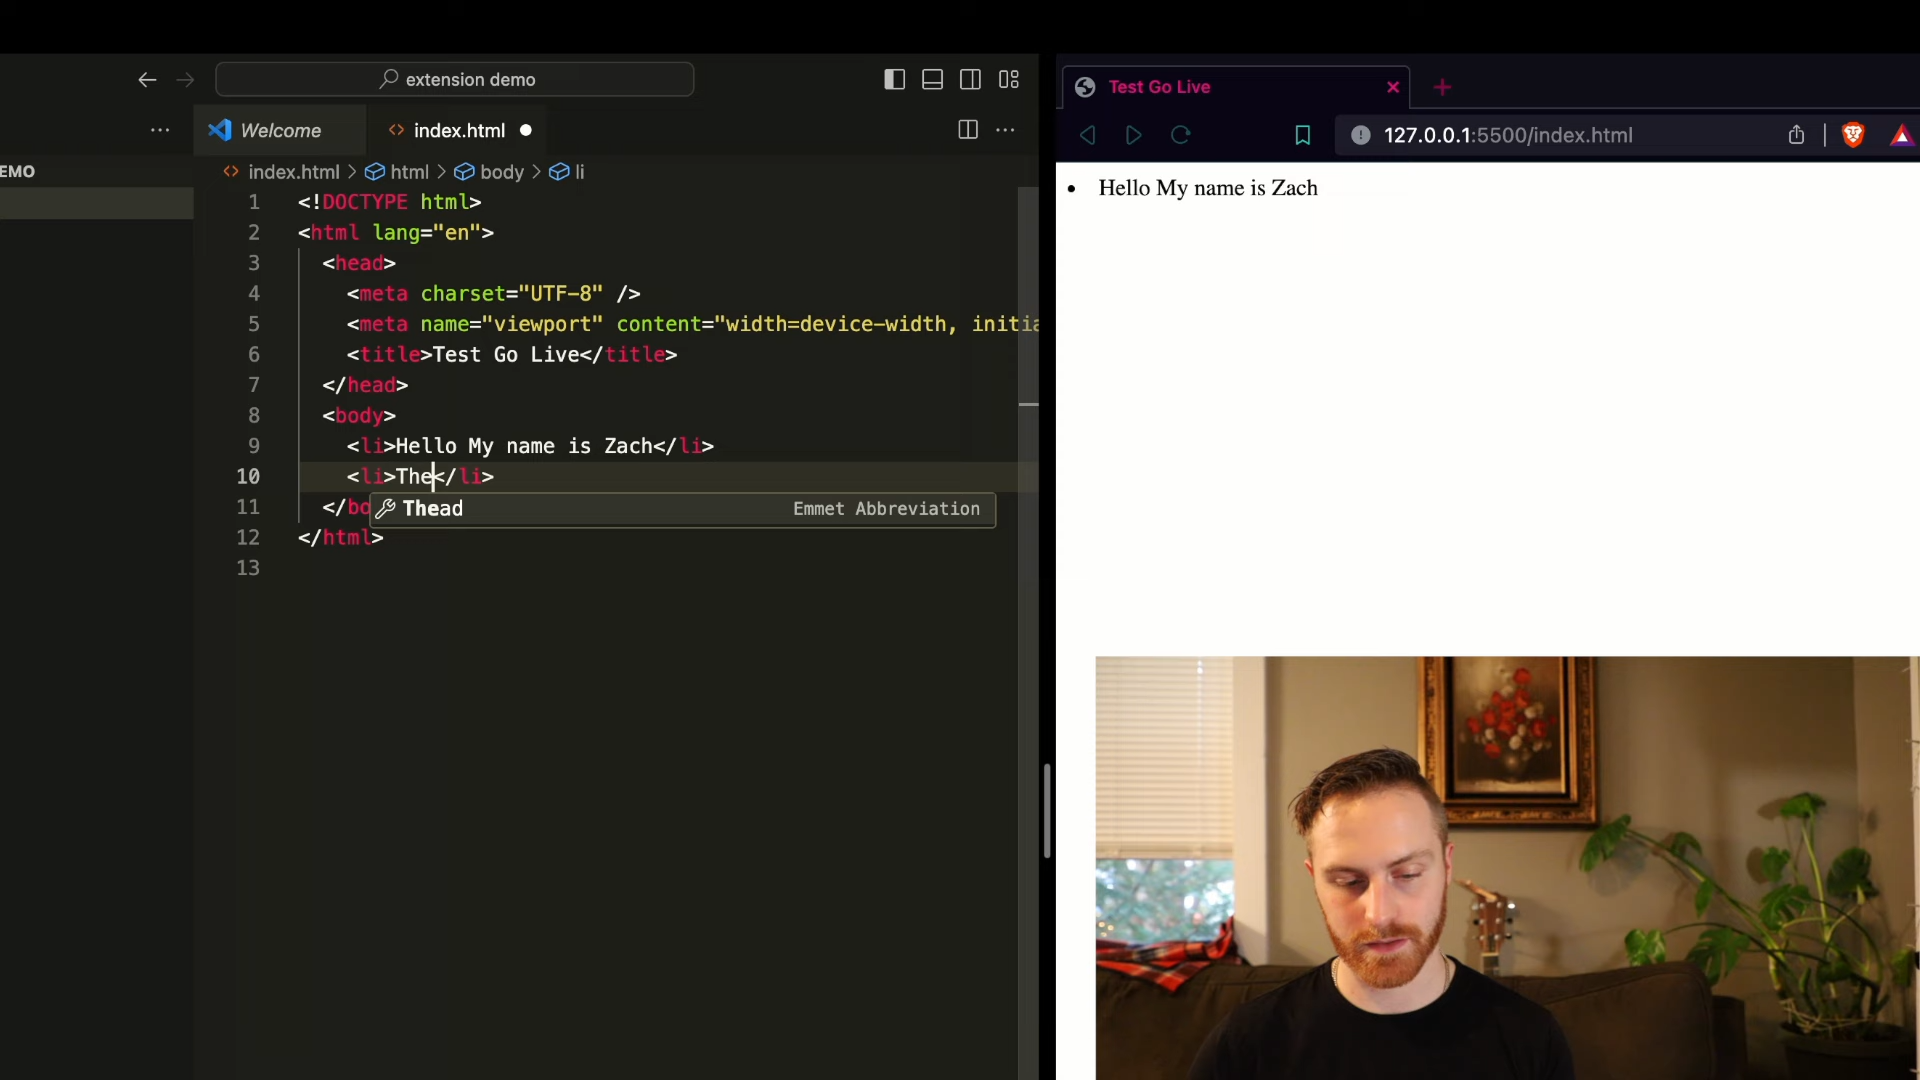 extension demo
Welcome
index.html
EMO
index.html > html > body > li
1 <!DOCTYPE html>
2 <html lang="en">
3 <head>
4 <meta charset="UTF-8" />
5 <meta name="viewport" content="width=device-width, initia
6 <title>Test Go Live</title>
7 </head>
8 <body>
9 <li>Hello My name is Zach</li>
10 <li>The</li>
11 </bo
Thead Emmet Abbreviation
12 </html>
13
Test Go Live
127.0.0.1:5500/index.html
• Hello My name is Zach